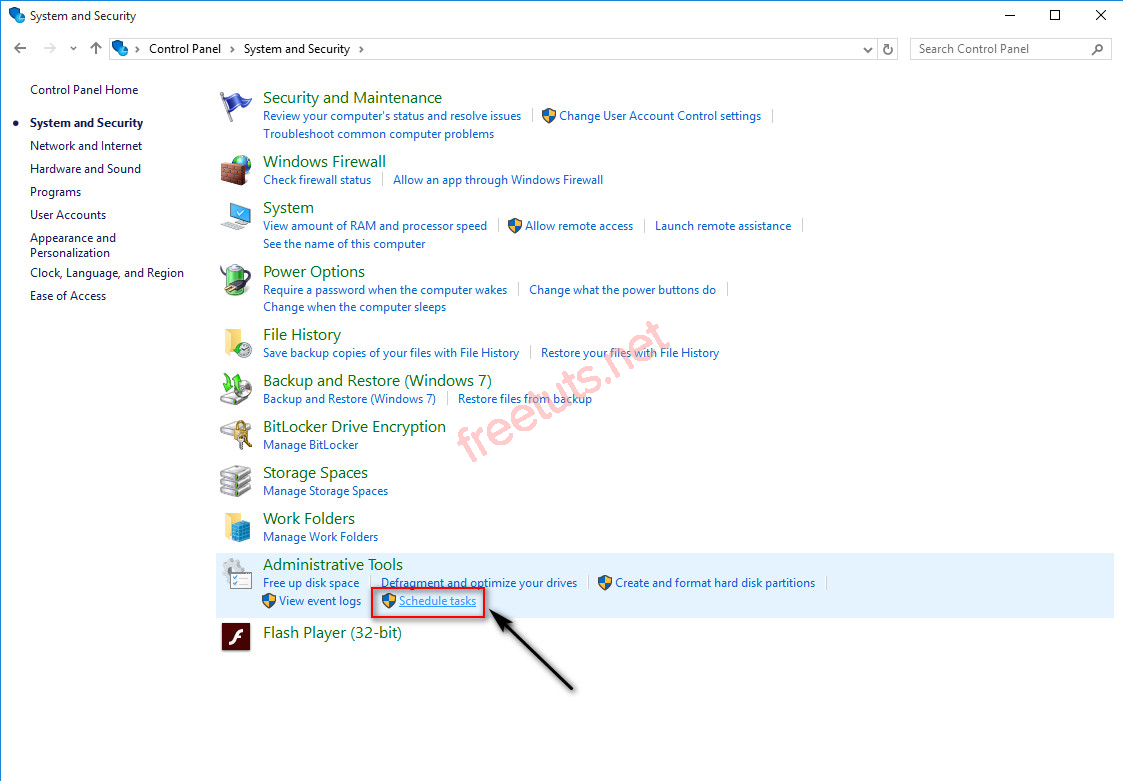 System and Security
Control Panel > System and Security >
Search Control Panel
Control Panel Home
System and Security
Network and Internet
Hardware and Sound
Programs
User Accounts
Appearance and
Personalization
Clock, Language, and Region
Ease of Access
Security and Maintenance
Review your computer's status and resolve issues Change User Account Control settings
Troubleshoot common computer problems
Windows Firewall
Check firewall status Allow an app through Windows Firewall
System
View amount of RAM and processor speed Allow remote access Launch remote assistance
See the name of this computer
Power Options
Require a password when the computer wakes Change what the power buttons do
Change when the computer sleeps
File History
Save backup copies of your files with File History Restore your files with File History
Backup and Restore (Windows 7)
Backup and Restore (Windows 7) Restore files from backup
BitLocker Drive Encryption
Manage BitLocker
Storage Spaces
Manage Storage Spaces
Work Folders
Manage Work Folders
Administrative Tools
Free up disk space Defragment and optimize your drives Create and format hard disk partitions
View event logs Schedule tasks
Flash Player (32-bit)
freetuts.net